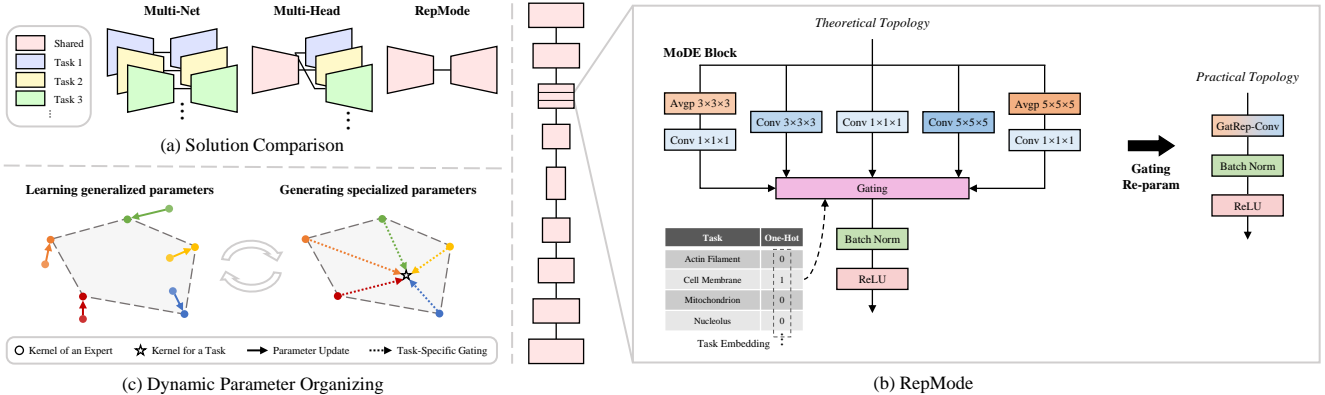 Multi-Net
Multi-Head
RepMode
Shared
Task 1
Task 2
Task 3
(a) Solution Comparison
Learning generalized parameters
Generating specialized parameters
Kernel of an Expert
Kernel for a Task
Parameter Update
Task-Specific Gating
(c) Dynamic Parameter Organizing
Theoretical Topology
MoDE Block
Avgp 3×3×3
Conv 1×1×1
Conv 3×3×3
Conv 1×1×1
Conv 5×5×5
Avgp 5×5×5
Conv 1×1×1
Gating
Batch Norm
ReLU
Task One-Hot
Actin Filament 0
Cell Membrane 1
Mitochondrion 0
Nucleolus 0
Task Embedding
Gating
Re-param
Practical Topology
GatRep-Conv
Batch Norm
ReLU
(b) RepMode